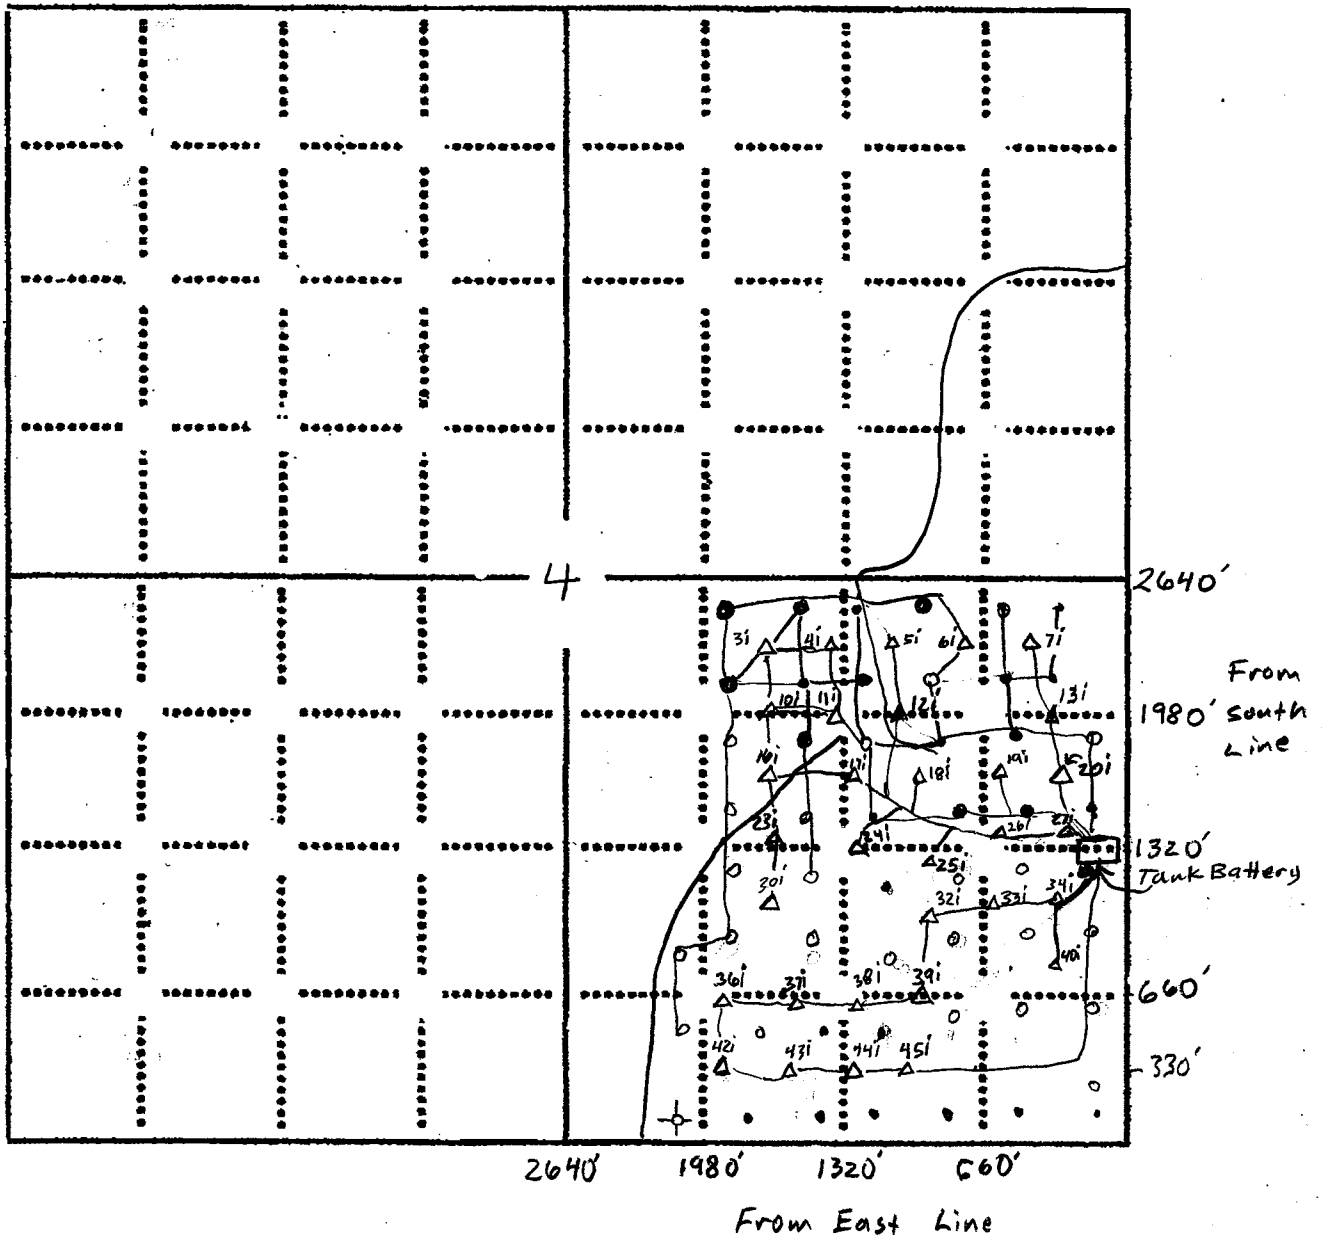 4
2640'
3i 4i 5i 6i 7i
From
10i 11i 12i 13i
1980' South
Line
16i 17i 18i 19i 20i
23i 24i 26i 27i
1320'
25i
Tank Battery
30i 32i 33i 34i
40i
36i 37i 38i 39i
660'
42i 43i 44i 45i
330'
2640' 1980' 1320' 660'
From East Line